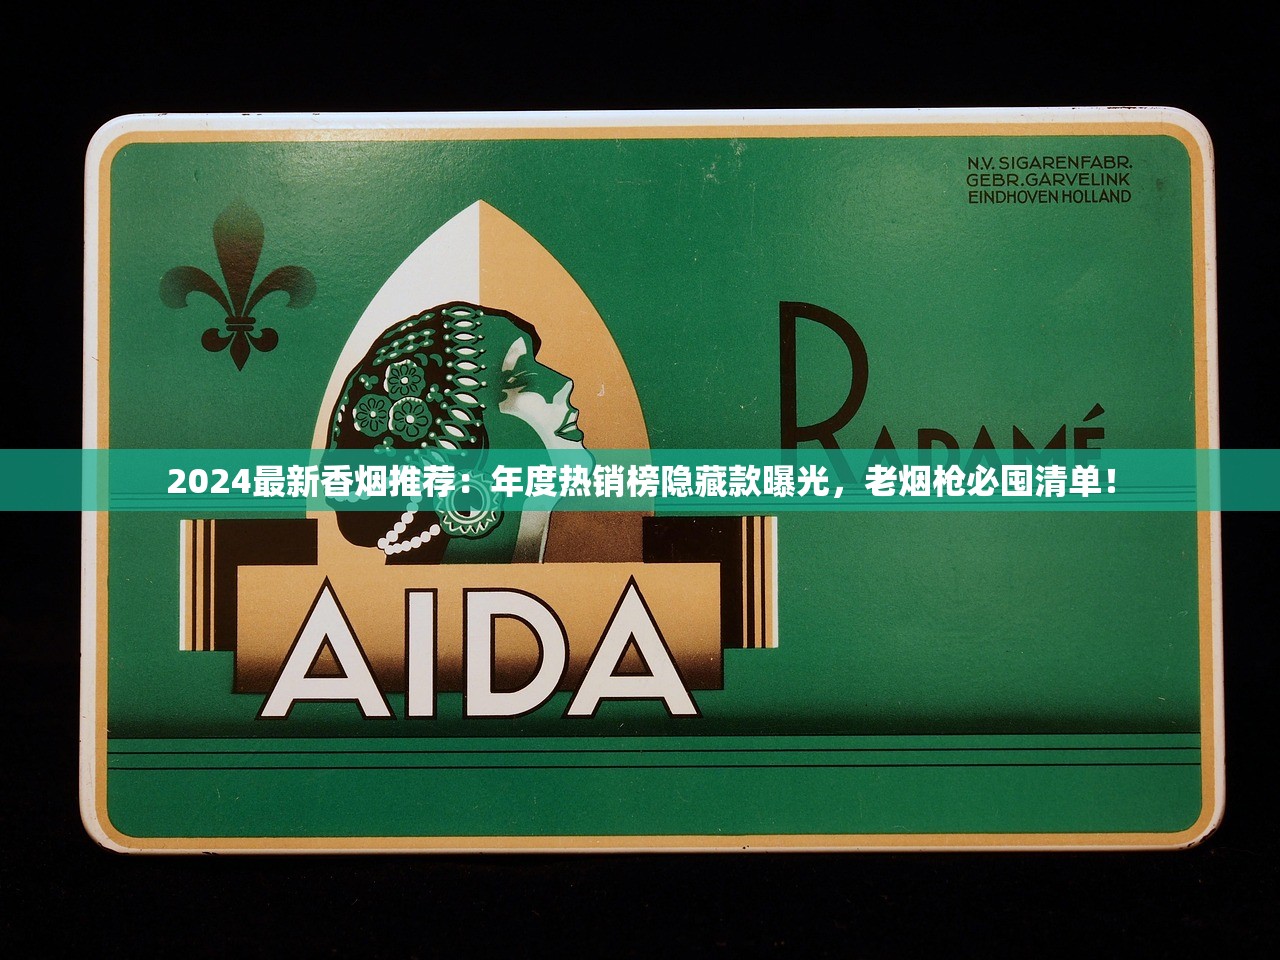 N.V. SIGARENFABR.
GEBR. GARVELINK
EINDHOVEN HOLLAND
RADAMÉ
2024最新香烟推荐：年度热销榜隐藏款曝光，老烟枪必囤清单！
AIDA